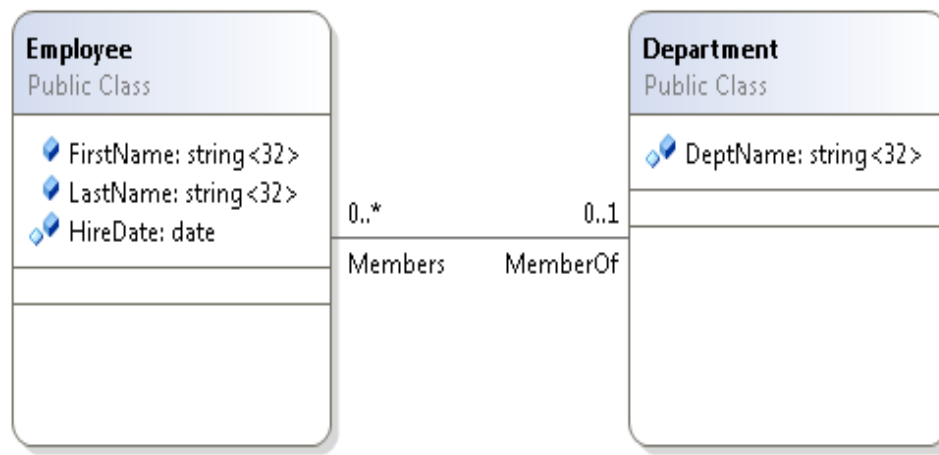 Employee
Public Class
FirstName: string<32>
LastName: string<32>
HireDate: date
0..*
0..1
Members
MemberOf
Department
Public Class
DeptName: string<32>